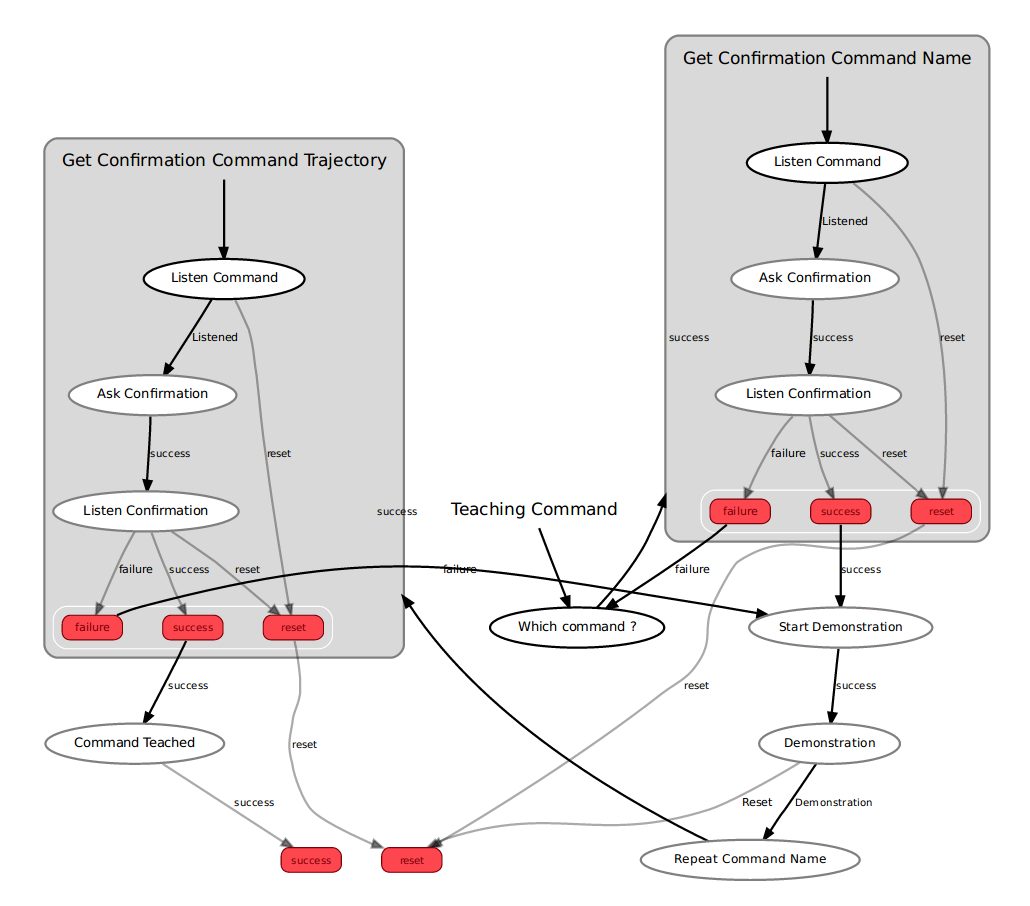 Get Confirmation Command Name
Listen Command
Listened
Ask Confirmation
success
success
reset
Listen Confirmation
failure
success
reset
failure
success
reset
Get Confirmation Command Trajectory
Listen Command
Listened
Ask Confirmation
success
reset
Listen Confirmation
success
failure
success
reset
failure
success
reset
Teaching Command
failure
failure
success
Which command ?
Start Demonstration
success
reset
success
Command Teached
reset
Demonstration
success
Reset
Demonstration
success
reset
Repeat Command Name